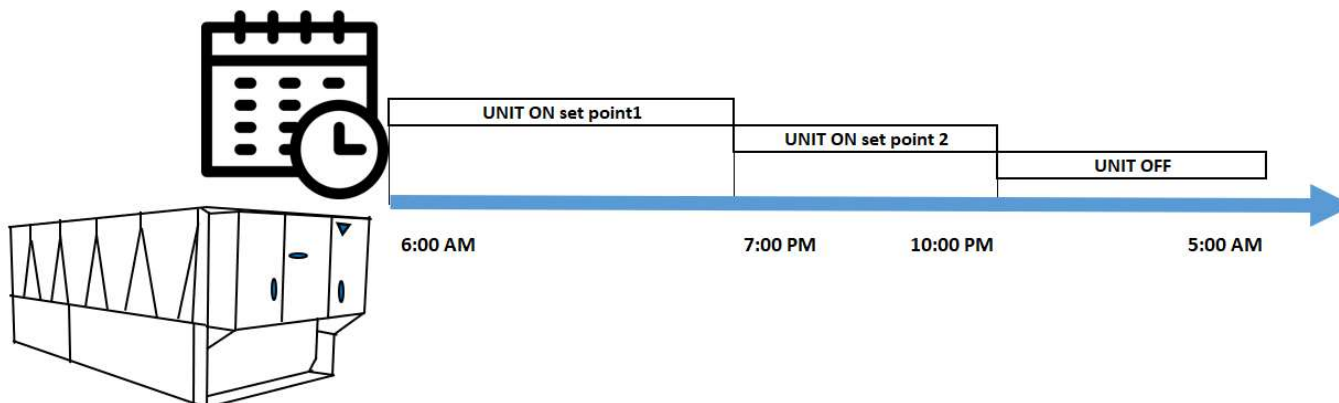 UNIT ON set point1
UNIT ON set point 2
UNIT OFF
6:00 AM 7:00 PM 10:00 PM 5:00 AM